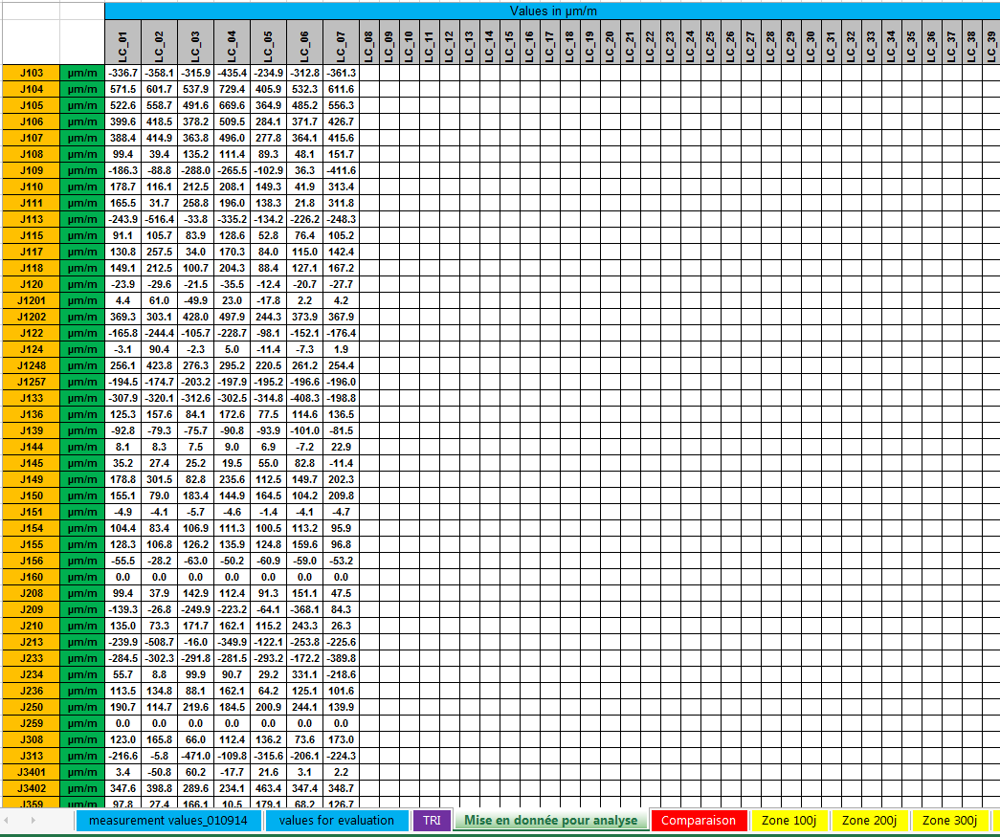 Values in µm/m
LC_01 LC_02 LC_03 LC_04 LC_05 LC_06 LC_07 LC_08 LC_09 LC_10 LC_11 LC_12 LC_13 LC_14 LC_15 LC_16 LC_17 LC_18 LC_19 LC_20 LC_21 LC_22 LC_23 LC_24 LC_25 LC_26 LC_27 LC_28 LC_29 LC_30 LC_31 LC_32 LC_33 LC_34 LC_35 LC_36 LC_37 LC_38 LC_39
J103 µm/m -336.7 -358.1 -315.9 -435.4 -234.9 -312.8 -361.3
J104 µm/m 571.5 601.7 537.9 729.4 405.9 532.3 611.6
J105 µm/m 522.6 558.7 491.6 669.6 364.9 485.2 556.3
J106 µm/m 399.6 418.5 378.2 509.5 284.1 371.7 426.7
J107 µm/m 388.4 414.9 363.8 496.0 277.8 364.1 415.6
J108 µm/m 99.4 39.4 135.2 111.4 89.3 48.1 151.7
J109 µm/m -186.3 -88.8 -288.0 -265.5 -102.9 36.3 -411.6
J110 µm/m 178.7 116.1 212.5 208.1 149.3 41.9 313.4
J111 µm/m 165.5 31.7 258.8 196.0 138.3 21.8 311.8
J113 µm/m -243.9 -516.4 -33.8 -335.2 -134.2 -226.2 -248.3
J115 µm/m 91.1 105.7 83.9 128.6 52.8 76.4 105.2
J117 µm/m 130.8 257.5 34.0 170.3 84.0 115.0 142.4
J118 µm/m 149.1 212.5 100.7 204.3 88.4 127.1 167.2
J120 µm/m -23.9 -29.6 -21.5 -35.5 -12.4 -20.7 -27.7
J1201 µm/m 4.4 61.0 -49.9 23.0 -17.8 2.2 4.2
J1202 µm/m 369.3 303.1 428.0 497.9 244.3 373.9 367.9
J122 µm/m -165.8 -244.4 -105.7 -228.7 -98.1 -152.1 -176.4
J124 µm/m -3.1 90.4 -2.3 5.0 -11.4 -7.3 1.9
J1248 µm/m 256.1 423.8 276.3 295.2 220.5 261.2 254.4
J1257 µm/m -194.5 -174.7 -203.2 -197.9 -195.2 -196.6 -196.0
J133 µm/m -307.9 -320.1 -312.6 -302.5 -314.8 -408.3 -198.8
J136 µm/m 125.3 157.6 84.1 172.6 77.5 114.6 136.5
J139 µm/m -92.8 -79.3 -75.7 -90.8 -93.9 -101.0 -81.5
J144 µm/m 8.1 8.3 7.5 9.0 6.9 -7.2 22.9
J145 µm/m 35.2 27.4 25.2 19.5 55.0 82.8 -11.4
J149 µm/m 178.8 301.5 82.8 235.6 112.5 149.7 202.3
J150 µm/m 155.1 79.0 183.4 144.9 164.5 104.2 209.8
J151 µm/m -4.9 -4.1 -5.7 -4.6 -1.4 -4.1 -4.7
J154 µm/m 104.4 83.4 106.9 111.3 100.5 113.2 95.9
J155 µm/m 128.3 106.8 126.2 135.9 124.8 159.6 96.8
J156 µm/m -55.5 -28.2 -63.0 -50.2 -60.9 -59.0 -53.2
J160 µm/m 0.0 0.0 0.0 0.0 0.0 0.0 0.0
J208 µm/m 99.4 37.9 142.9 112.4 91.3 151.1 47.5
J209 µm/m -139.3 -26.8 -249.9 -223.2 -64.1 -368.1 84.3
J210 µm/m 135.0 73.3 171.7 162.1 115.2 243.3 26.3
J213 µm/m -239.9 -508.7 -16.0 -349.9 -122.1 -253.8 -225.6
J233 µm/m -284.5 -302.3 -291.8 -281.5 -293.2 -172.2 -389.8
J234 µm/m 55.7 8.8 99.9 90.7 29.2 331.1 -218.6
J236 µm/m 113.5 134.8 88.1 162.1 64.2 125.1 101.6
J250 µm/m 190.7 114.7 219.6 184.5 200.9 244.1 139.9
J259 µm/m 0.0 0.0 0.0 0.0 0.0 0.0 0.0
J308 µm/m 123.0 165.8 66.0 112.4 136.2 73.6 173.0
J313 µm/m -216.6 -5.8 -471.0 -109.8 -315.6 -206.1 -224.3
J3401 µm/m 3.4 -50.8 60.2 -17.7 21.6 3.1 2.2
J3402 µm/m 347.6 398.8 289.6 234.1 463.4 347.4 348.7
J359 µm/m 97.8 27.4 166.1 10.5 179.1 68.2 126.7
measurement values_010914 values for evaluation TRI Mise en donnée pour analyse Comparaison Zone 100j Zone 200j Zone 300j